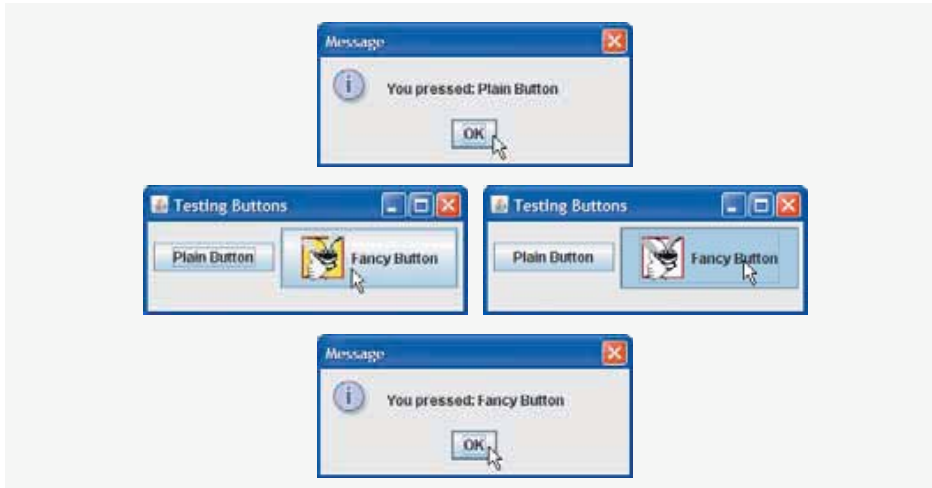 Message
You pressed: Plain Button
OK
Testing Buttons
Plain Button
Fancy Button
Testing Buttons
Plain Button
Fancy Button
Message
You pressed: Fancy Button
OK